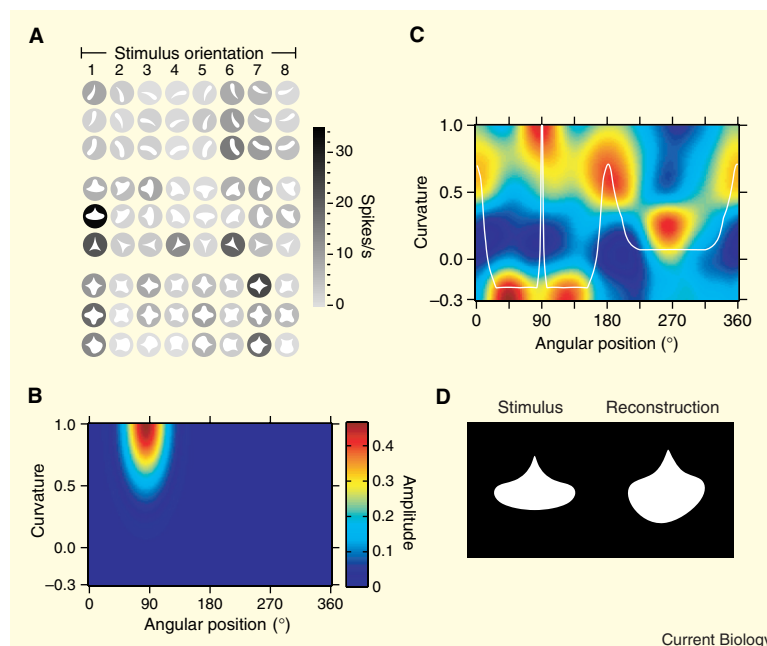 A
Stimulus orientation
1 2 3 4 5 6 7 8
30
20
10
0
Spikes/s
B
1.0
0.5
0.0
–0.3
Curvature
0 90 180 270 360
Angular position (°)
0.4
0.3
0.2
0.1
0
Amplitude
C
1.0
0.5
0.0
–0.3
Curvature
0 90 180 270 360
Angular position (°)
D
Stimulus Reconstruction
Current Biology